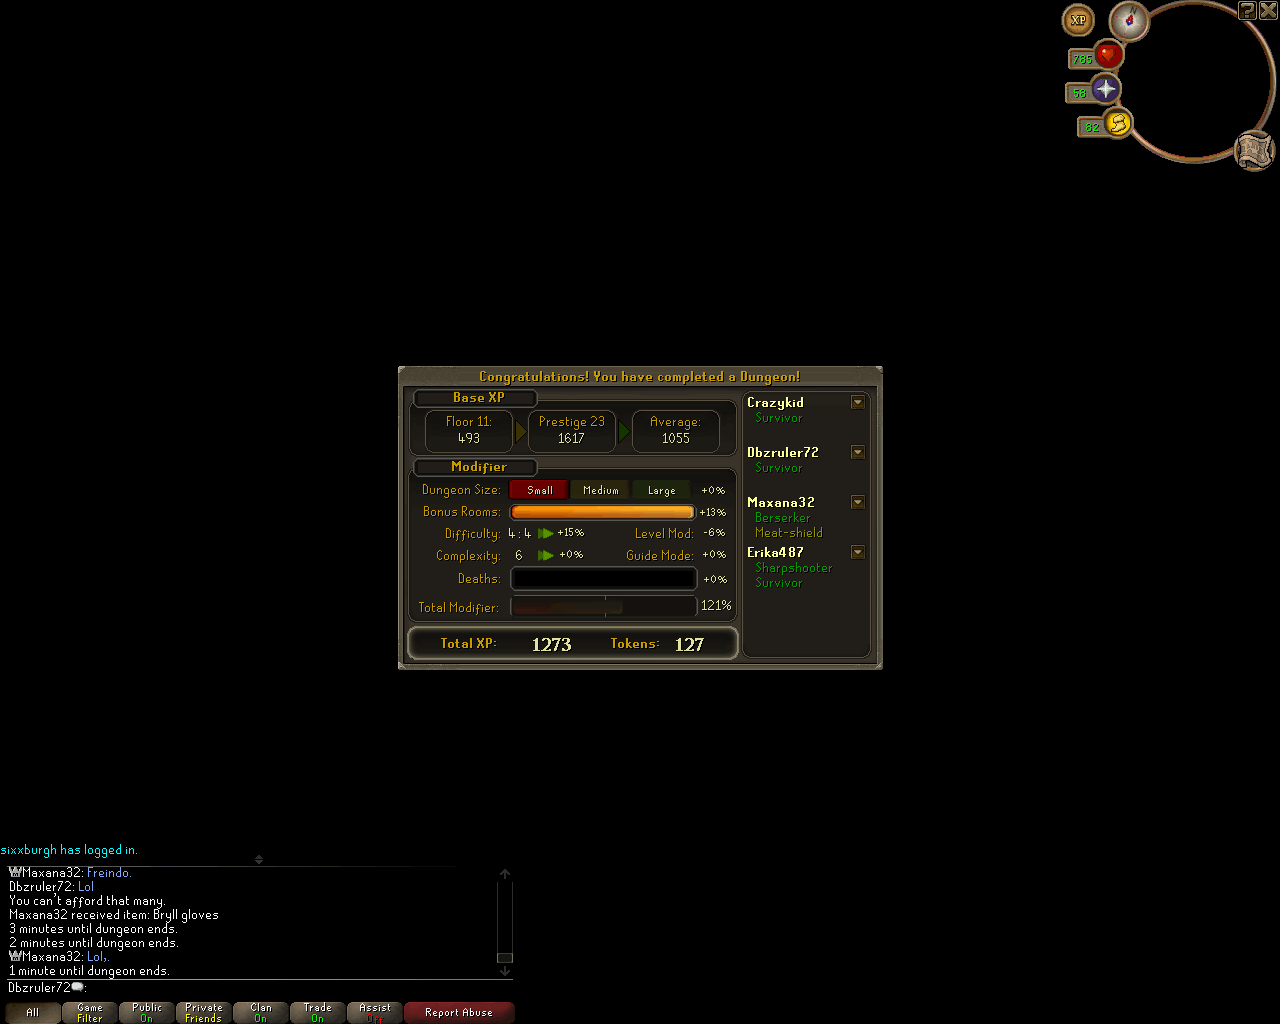 XP
785
58
82
Congratulations! You have completed a Dungeon!
Base XP
Floor 11: Prestige 23 Average:
493 1617 1055
Modifier
Dungeon Size: Small Medium Large +0%
Bonus Rooms: +13%
Difficulty: 4 : 4 +15% Level Mod: -6%
Complexity: 6 +0% Guide Mode: +0%
Deaths: +0%
Total Modifier: 121%
Total XP: 1273 Tokens: 127
Crazykid
Survivor
Dbzruler72
Survivor
Maxana32
Berserker
Meat-shield
Erika487
Sharpshooter
Survivor
sixxburgh has logged in.
Maxana32: Freindo.
Dbzruler72: Lol
You can't afford that many.
Maxana32 received item: Bryll gloves
3 minutes until dungeon ends.
2 minutes until dungeon ends.
Maxana32: Lol,.
1 minute until dungeon ends.
Dbzruler72:
All Game Filter Public On Private Friends Clan On Trade On Assist Off Report Abuse